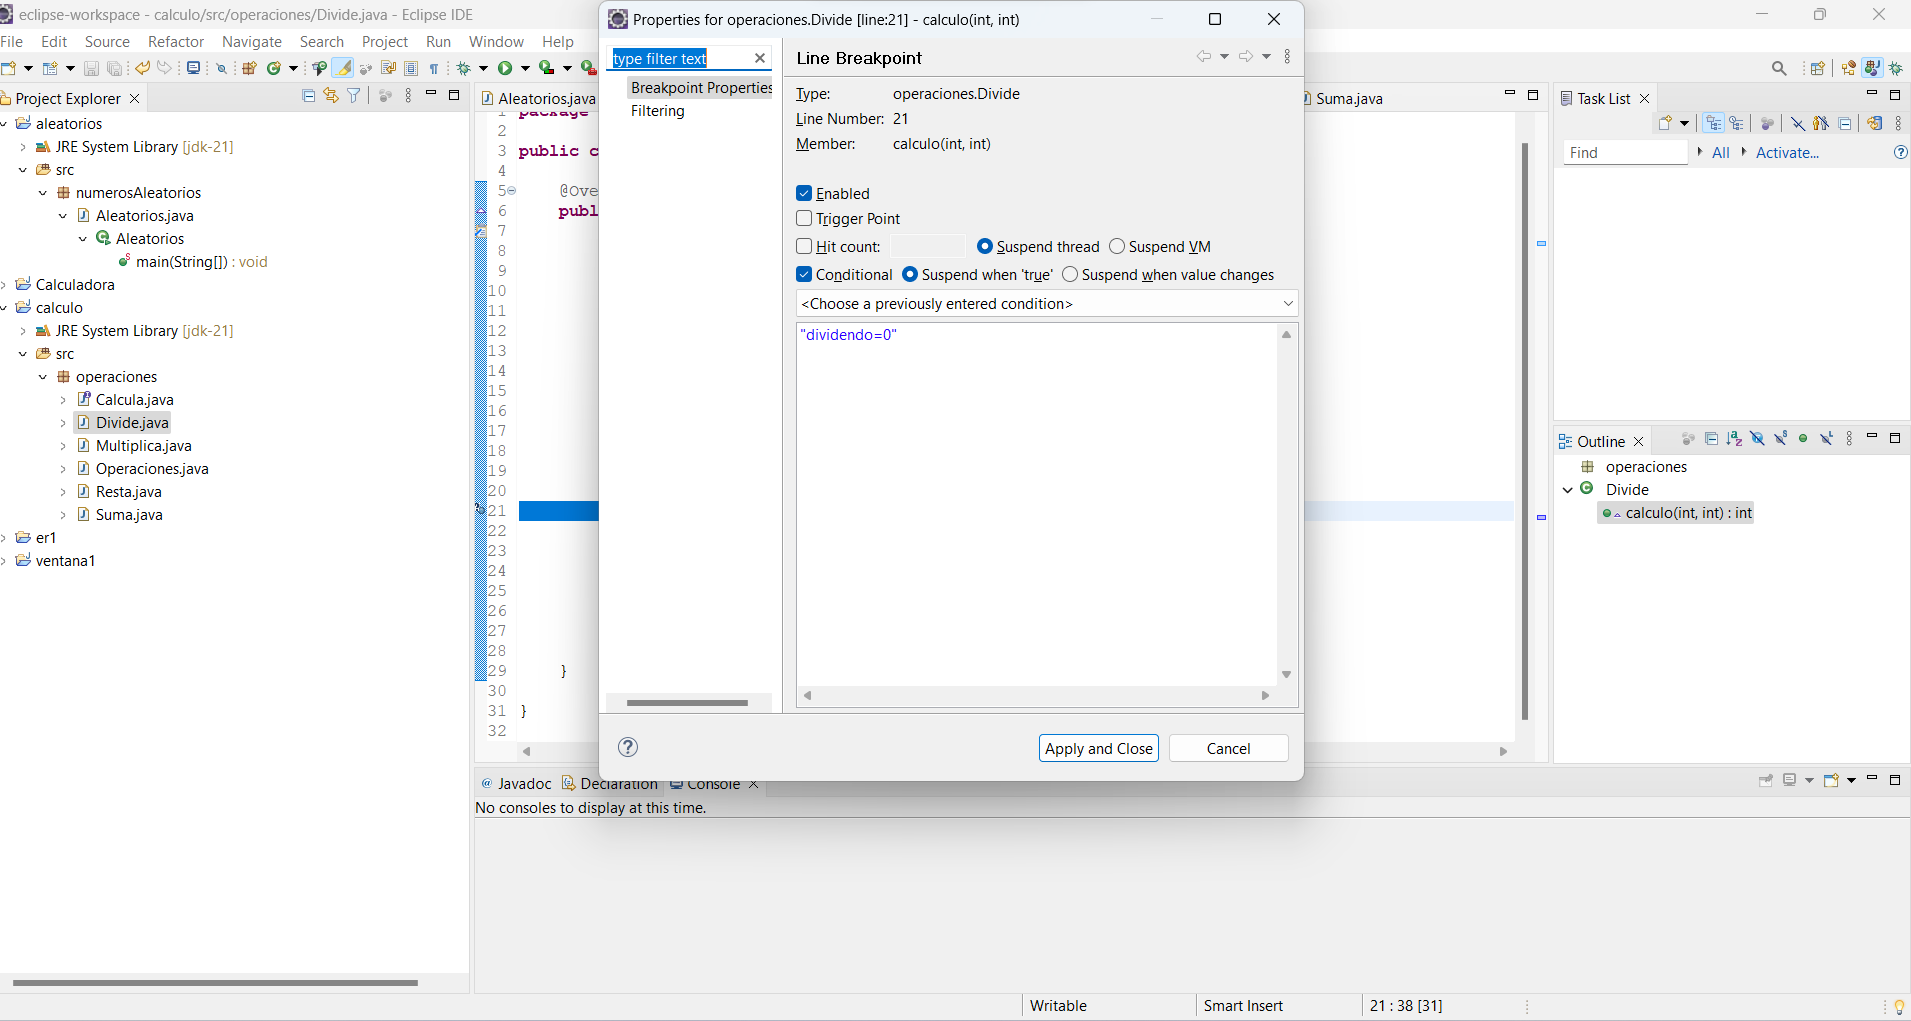 eclipse-workspace - calculo/src/operaciones/Divide.java - Eclipse IDE
File Edit Source Refactor Navigate Search Project Run Window Help
Project Explorer
aleatorios
JRE System Library [jdk-21]
src
numerosAleatorios
Aleatorios.java
Aleatorios
main(String[]) : void
Calculadora
calculo
JRE System Library [jdk-21]
src
operaciones
Calcula.java
Divide.java
Multiplica.java
Operaciones.java
Resta.java
Suma.java
er1
ventana1
Aleatorios.java
Suma.java
1 package
2
3 public c
4
5 @Ove
6 publ
7
8
9
10
11
12
13
14
15
16
17
18
19
20
21
22
23
24
25
26
27
28
29 }
30
31 }
32
Properties for operaciones.Divide [line:21] - calculo(int, int)
type filter text
Breakpoint Properties
Filtering
Line Breakpoint
Type: operaciones.Divide
Line Number: 21
Member: calculo(int, int)
Enabled
Trigger Point
Hit count: Suspend thread Suspend VM
Conditional Suspend when 'true' Suspend when value changes
<Choose a previously entered condition>
"dividendo=0"
Apply and Close Cancel
Task List
Find All Activate...
Outline
operaciones
Divide
calculo(int, int) : int
Javadoc Declaration Console
No consoles to display at this time.
Writable Smart Insert 21 : 38 [31]